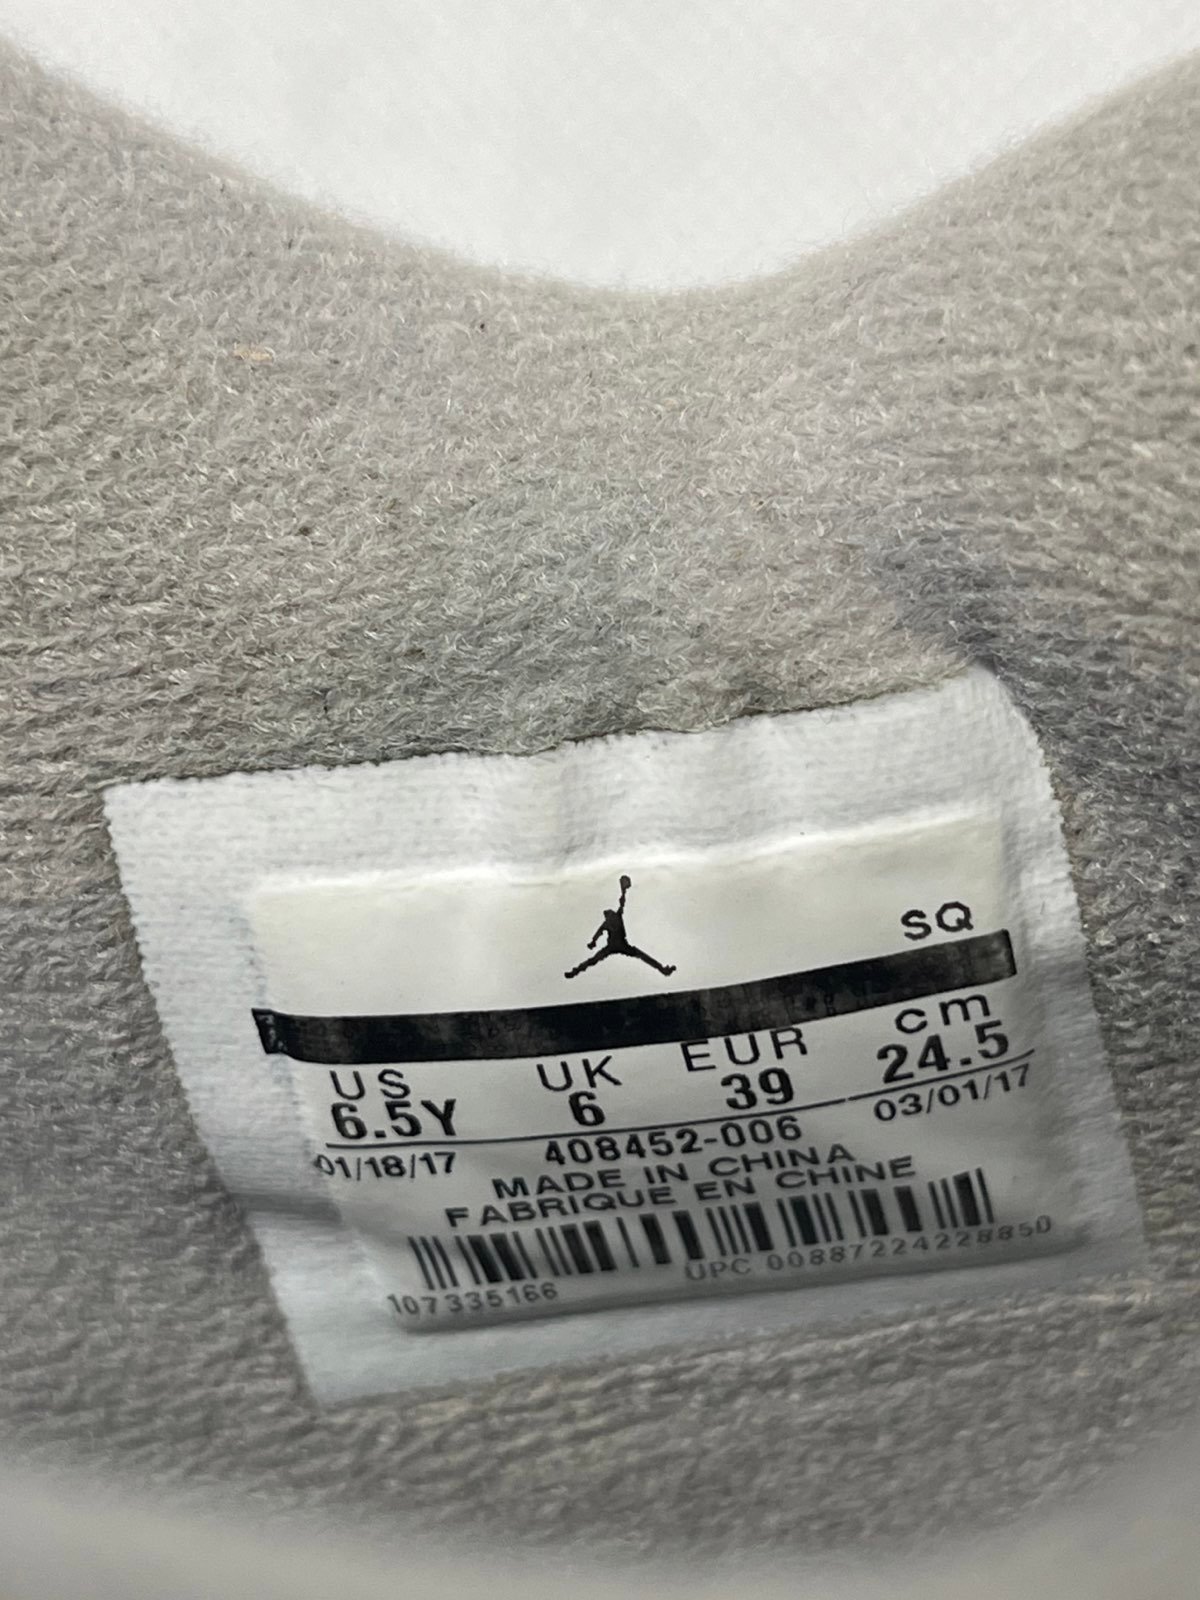 SQ
US UK EUR cm
6.5Y 6 39 24.5
01/18/17 408452-006 03/01/17
MADE IN CHINA
FABRIQUE EN CHINE
107335166 UPC 00887224228850